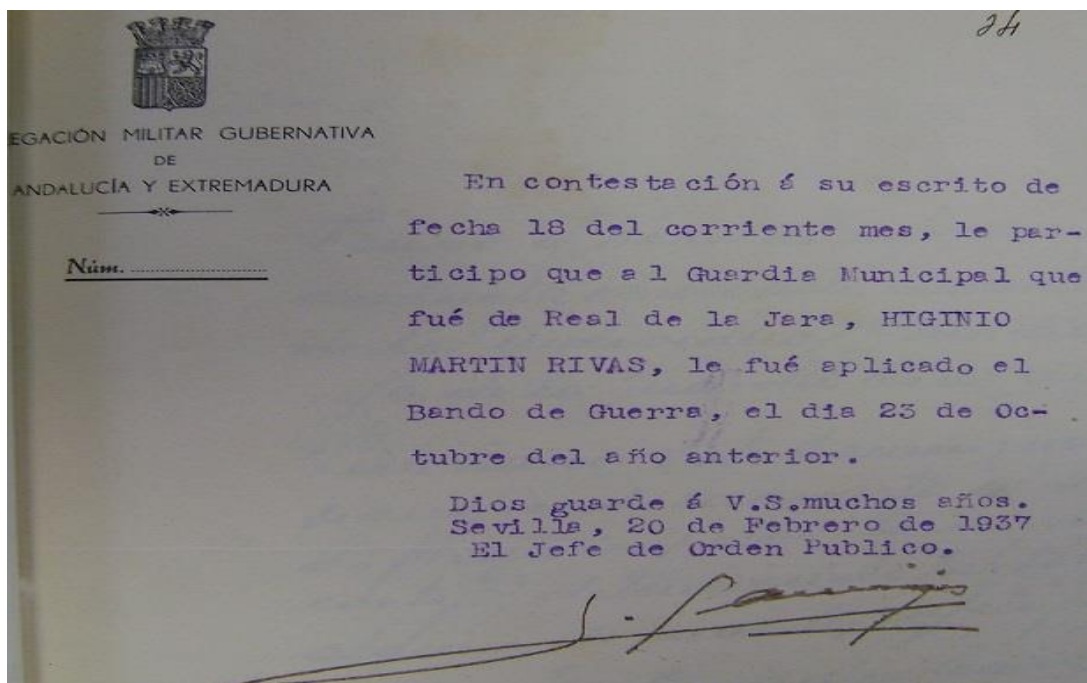 24
EGACIÓN MILITAR GUBERNATIVA
DE
ANDALUCÍA Y EXTREMADURA
Núm.
En contestación á su escrito de
fecha 18 del corriente mes, le par-
ticipo que al Guardia Municipal que
fué de Real de la Jara, HIGINIO
MARTIN RIVAS, le fué aplicado el
Bando de Guerra, el dia 23 de Oc-
tubre del año anterior.
Dios guarde á V.S.muchos años.
Sevilla, 20 de Febrero de 1937
El Jefe de Orden Publico.